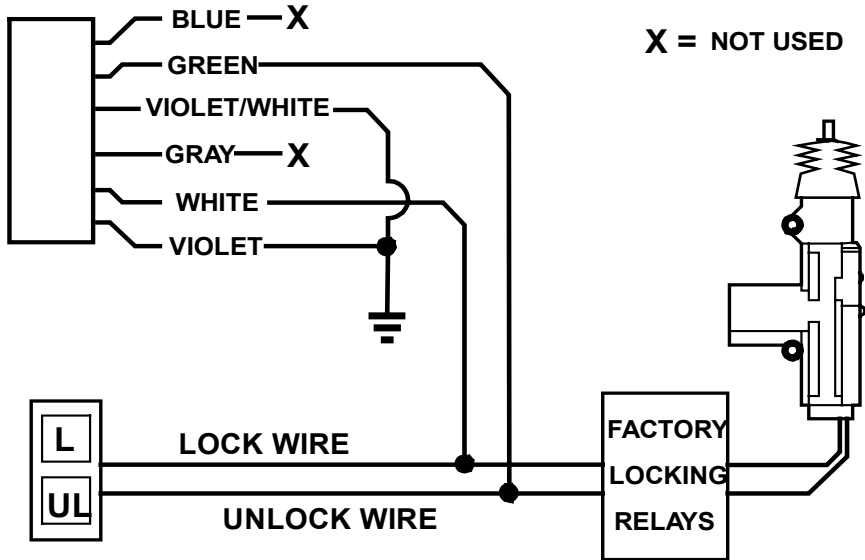 BLUE X
X = NOT USED
GREEN
VIOLET/WHITE
GRAY X
WHITE
VIOLET
L
LOCK WIRE
UL
UNLOCK WIRE
FACTORY
LOCKING
RELAYS